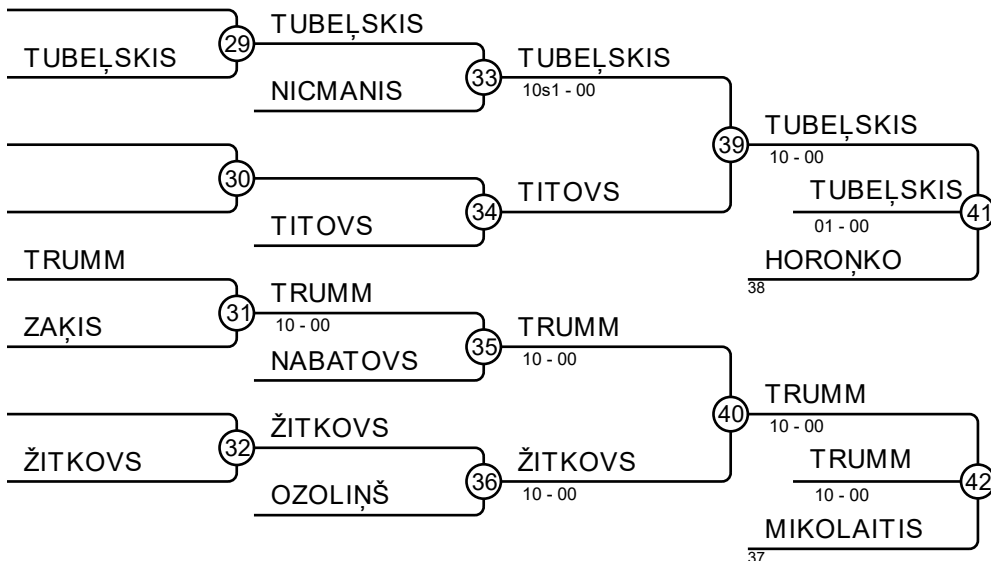 TUBEĻSKIS
29
TUBEĻSKIS
NICMANIS
33
TUBEĻSKIS
10s1 - 00
30
TITOVS
34
TITOVS
39
TUBEĻSKIS
10 - 00
TUBEĻSKIS
01 - 00
41
HOROŅKO
38
TRUMM
ZAĶIS
31
TRUMM
10 - 00
NABATOVS
35
TRUMM
10 - 00
ŽITKOVS
32
ŽITKOVS
OZOLIŅŠ
36
ŽITKOVS
10 - 00
40
TRUMM
10 - 00
TRUMM
10 - 00
42
MIKOLAITIS
37